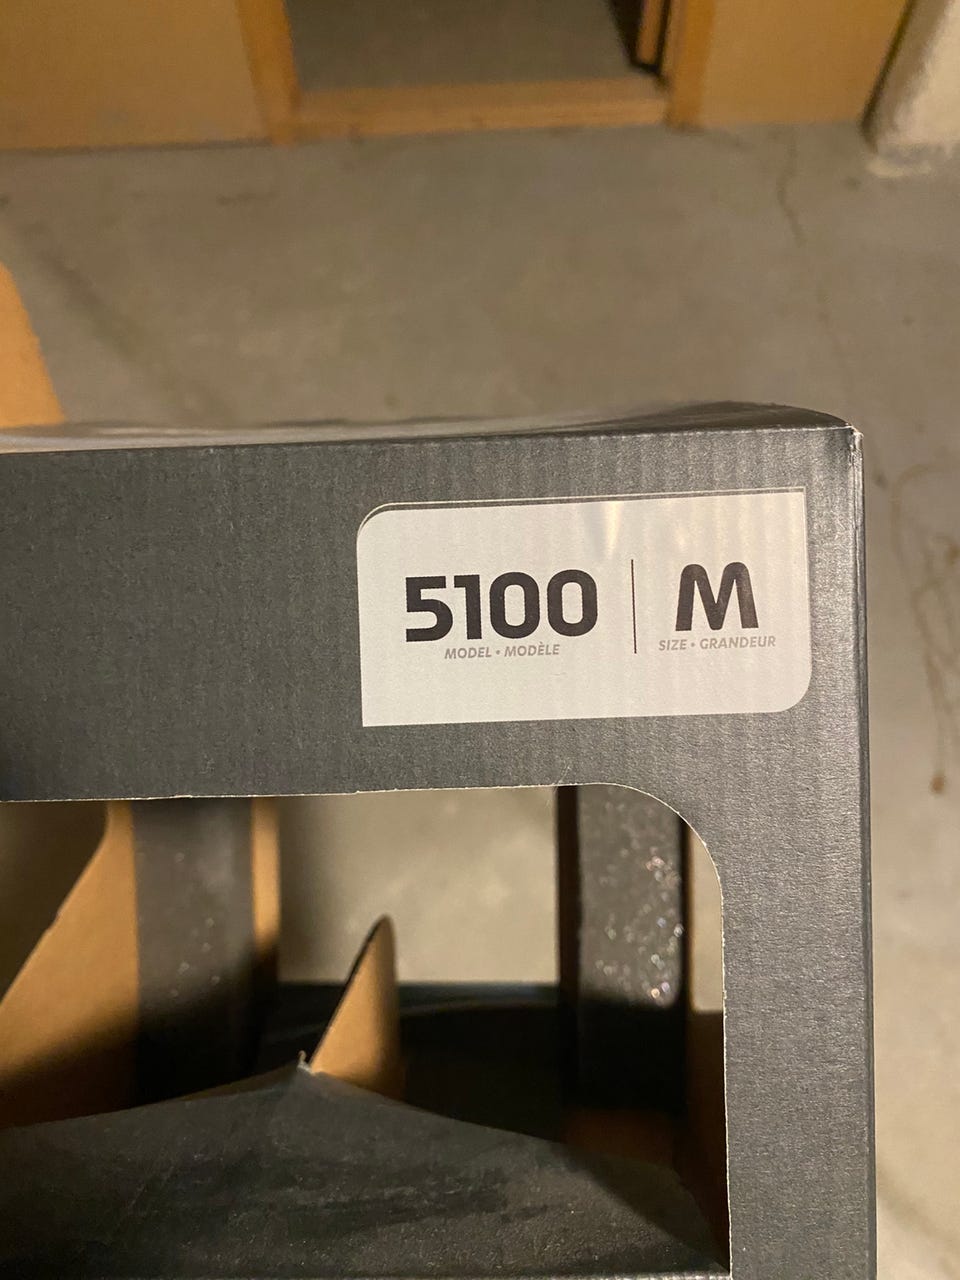 5100 M
MODEL • MODÈLE SIZE • GRANDEUR